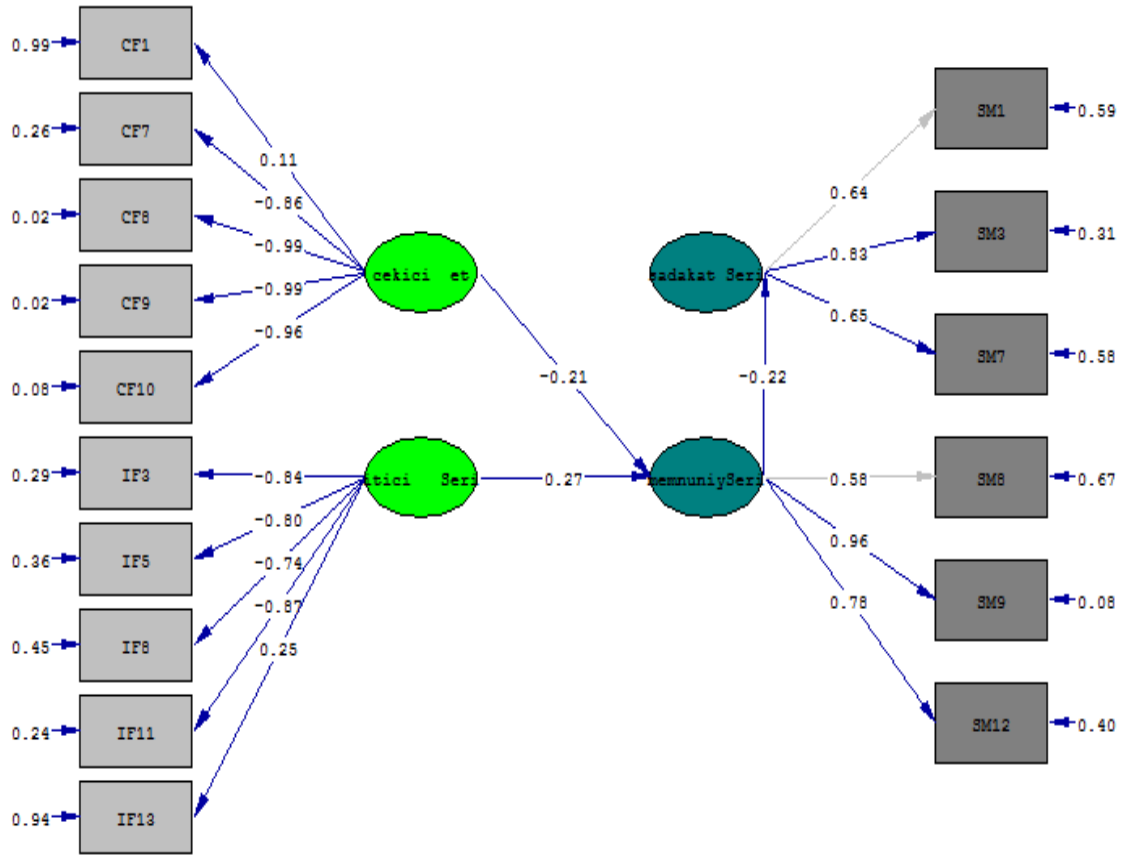 0.99 CF1
0.26 CF7
0.02 CF8
0.02 CF9
0.08 CF10
0.29 IF3
0.36 IF5
0.45 IF8
0.24 IF11
0.94 IF13
0.11
-0.86
-0.99
-0.99
-0.96
-0.84
-0.80
-0.74
-0.87
0.25
cekici et
itici Seri
-0.21
0.27
sadakat Seri
-0.22
memnuniySeri
0.64
0.83
0.65
0.58
0.96
0.78
SM1 0.59
SM3 0.31
SM7 0.58
SM8 0.67
SM9 0.08
SM12 0.40